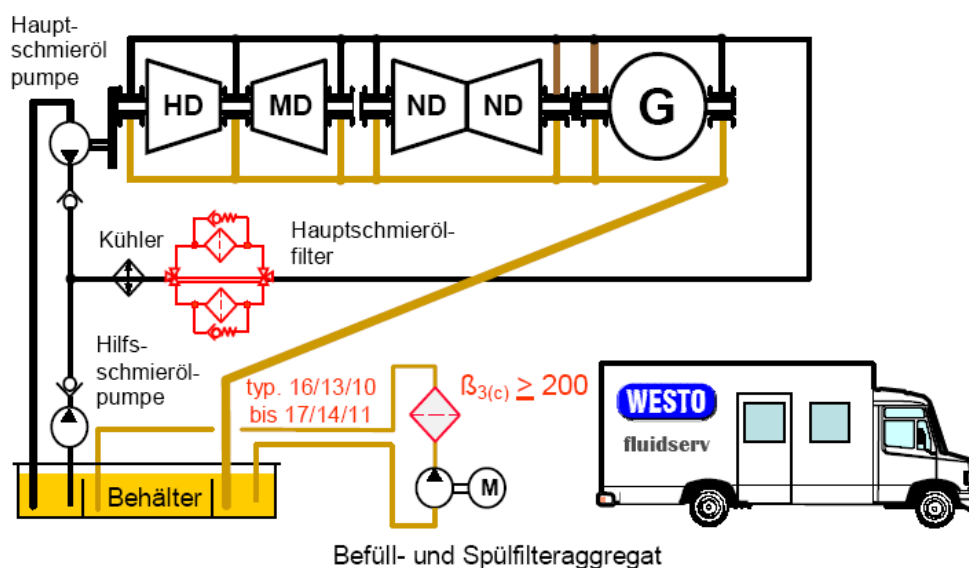 Haupt-
schmieröl
pumpe
HD
MD
ND
ND
G
Kühler
Hauptschmieröl-
filter
Hilfs-
schmieröl-
pumpe
typ. 16/13/10
bis 17/14/11
ß3(c) ≥ 200
WESTO
fluidserv
Behälter
M
Befüll- und Spülfilteraggregat